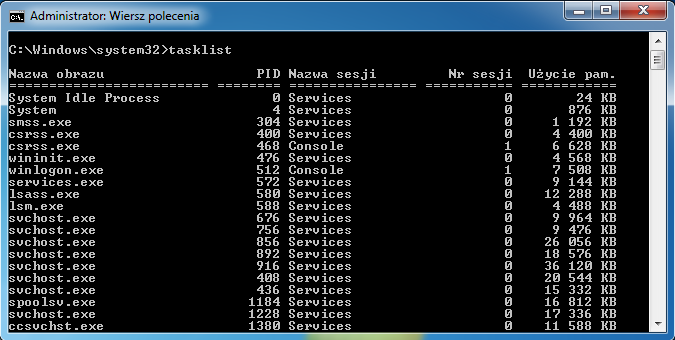 Administrator: Wiersz polecenia
C:\Windows\system32>tasklist
Nazwa obrazu                     PID Nazwa sesji        Nr sesji   Użycie pam.
========================= ======== ================ =========== ============
System Idle Process                0 Services                  0         24 KB
System                             4 Services                  0        876 KB
smss.exe                         304 Services                  0      1 192 KB
csrss.exe                        400 Services                  0      4 400 KB
csrss.exe                        468 Console                   1      6 628 KB
wininit.exe                      476 Services                  0      4 568 KB
winlogon.exe                     512 Console                   1      7 508 KB
services.exe                     572 Services                  0      9 144 KB
lsass.exe                        580 Services                  0     12 288 KB
lsm.exe                          588 Services                  0      4 488 KB
svchost.exe                      676 Services                  0      9 964 KB
svchost.exe                      756 Services                  0      9 476 KB
svchost.exe                      856 Services                  0     26 056 KB
svchost.exe                      892 Services                  0     18 576 KB
svchost.exe                      916 Services                  0     36 120 KB
svchost.exe                      408 Services                  0     20 544 KB
svchost.exe                      436 Services                  0     15 332 KB
spoolsv.exe                     1184 Services                  0     16 812 KB
svchost.exe                     1228 Services                  0     17 336 KB
ccsvchst.exe                    1380 Services                  0     11 588 KB